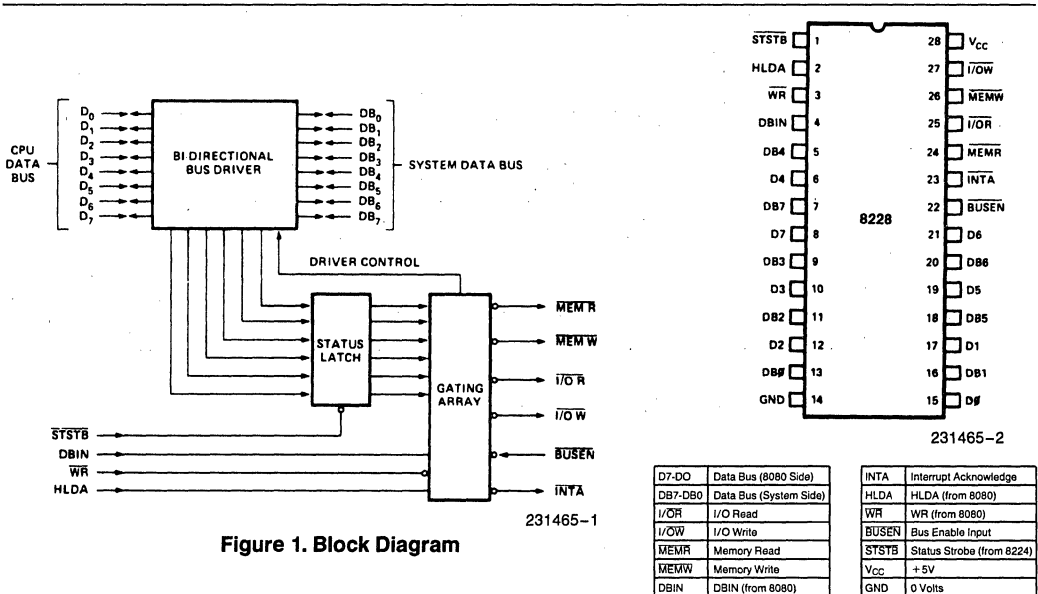 CPU
DATA
BUS
D0
D1
D2
D3
D4
D5
D6
D7
BI-DIRECTIONAL
BUS DRIVER
DB0
DB1
DB2
DB3
DB4
DB5
DB6
DB7
SYSTEM DATA BUS
DRIVER CONTROL
STATUS
LATCH
GATING
ARRAY
MEM R
MEM W
I/O R
I/O W
BUSEN
INTA
STSTB
DBIN
WR
HLDA
231465-1
Figure 1. Block Diagram
STSTB 1 28 VCC
HLDA 2 27 I/OW
WR 3 26 MEMW
DBIN 4 25 I/OR
DB4 5 24 MEMR
D4 6 23 INTA
DB7 7 22 BUSEN
8228
D7 8 21 D6
DB3 9 20 DB6
D3 10 19 D5
DB2 11 18 DB5
D2 12 17 D1
DB0 13 16 DB1
GND 14 15 D0
231465-2
D7-DO Data Bus (8080 Side)
DB7-DB0 Data Bus (System Side)
I/OR I/O Read
I/OW I/O Write
MEMR Memory Read
MEMW Memory Write
DBIN DBIN (from 8080)
INTA Interrupt Acknowledge
HLDA HLDA (from 8080)
WR WR (from 8080)
BUSEN Bus Enable Input
STSTB Status Strobe (from 8224)
VCC +5V
GND 0 Volts